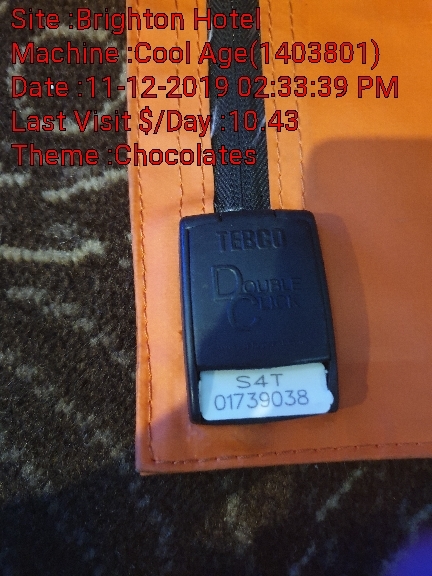 Site :Brighton Hotel
Machine :Cool Age(1403801)
Date :11-12-2019 02:33:39 PM
Last Visit $/Day :10.43
Theme :Chocolates
TEBCO
DOUBLE
CLICK
S4T
01739038